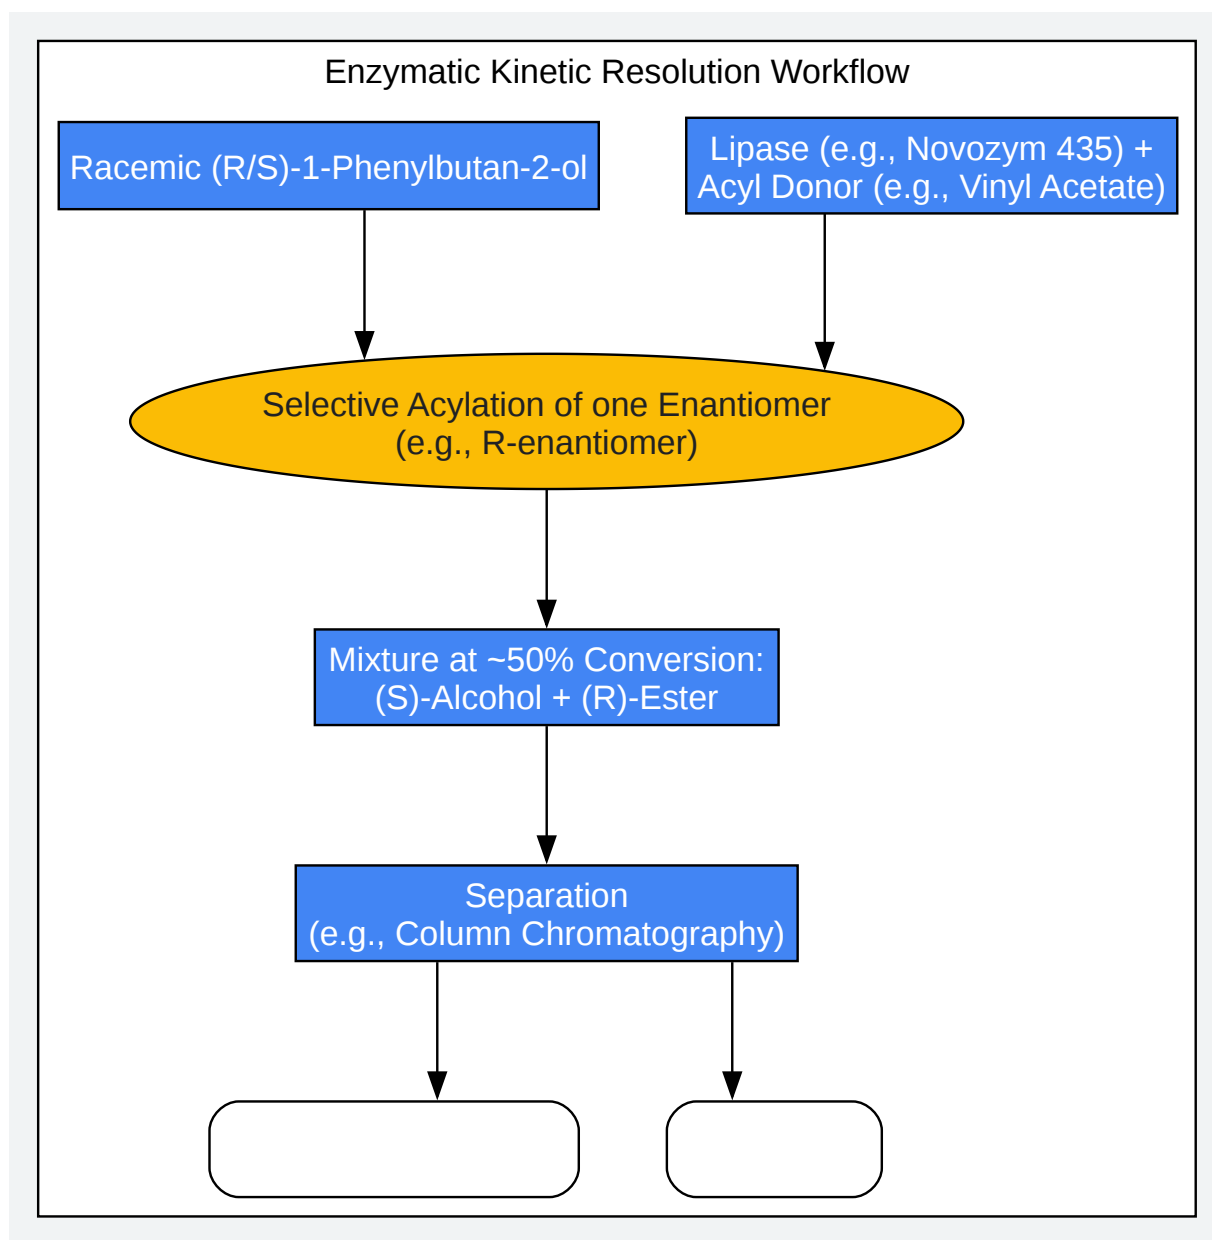 Enzymatic Kinetic Resolution Workflow
Racemic (R/S)-1-Phenylbutan-2-ol
Lipase (e.g., Novozym 435) +
Acyl Donor (e.g., Vinyl Acetate)
Selective Acylation of one Enantiomer
(e.g., R-enantiomer)
Mixture at ~50% Conversion:
(S)-Alcohol + (R)-Ester
Separation
(e.g., Column Chromatography)